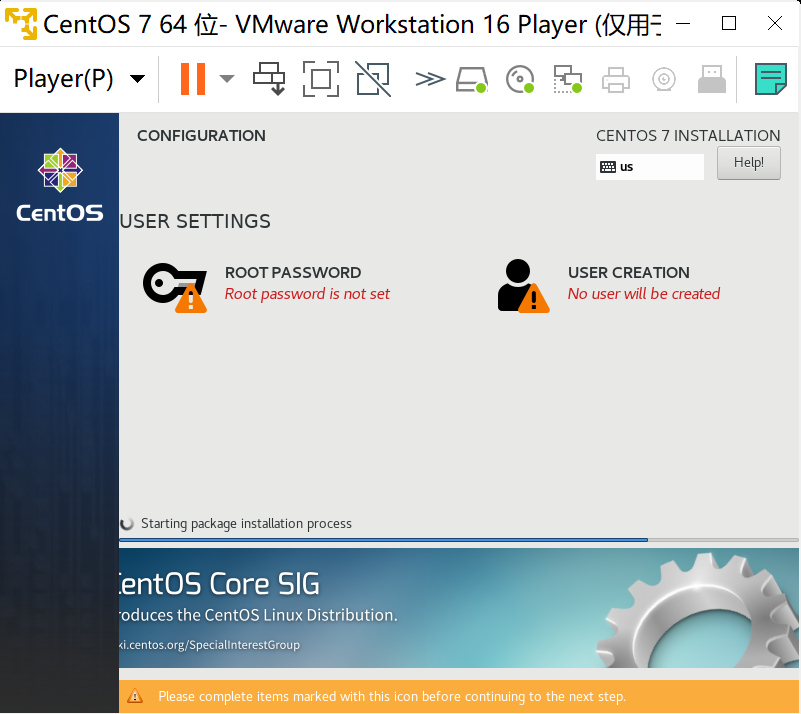 CentOS 7 64 位- VMware Workstation 16 Player (仅用于
Player(P)
CentOS
CONFIGURATION
CENTOS 7 INSTALLATION
us
Help!
USER SETTINGS
ROOT PASSWORD
Root password is not set
USER CREATION
No user will be created
Starting package installation process
CentOS Core SIG
roduces the CentOS Linux Distribution.
ki.centos.org/SpecialInterestGroup
Please complete items marked with this icon before continuing to the next step.